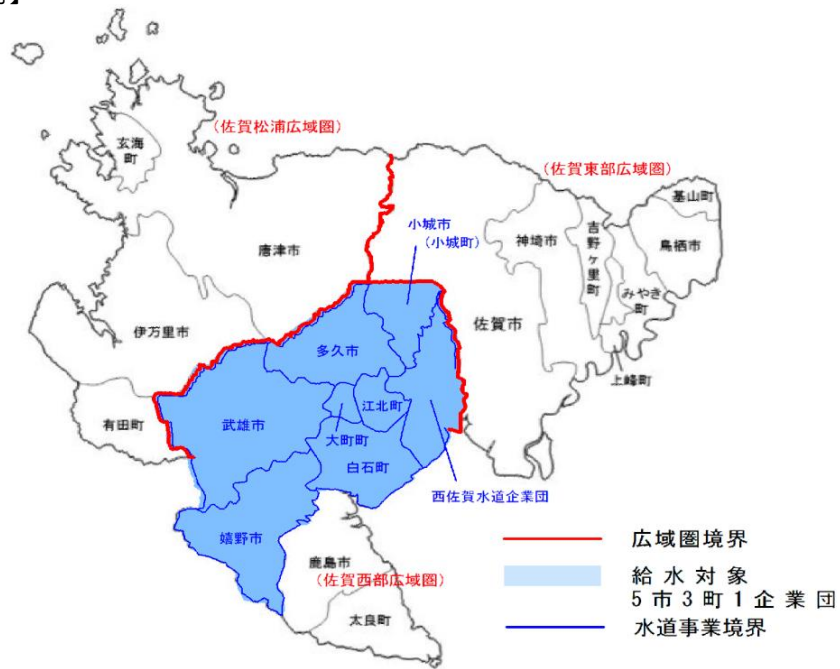 (佐賀松浦広域圏)
(佐賀東部広域圏)
玄海
町
基山町
小城市
(小城町)
神埼市
吉野ヶ里町
鳥栖市
唐津市
みやき
町
佐賀市
伊万里市
多久市
上峰町
江北町
有田町
武雄市
大町町
白石町
西佐賀水道企業団
嬉野市
鹿島市
(佐賀西部広域圏)
太良町
広域圏境界
給水対象
5市3町1企業団
水道事業境界